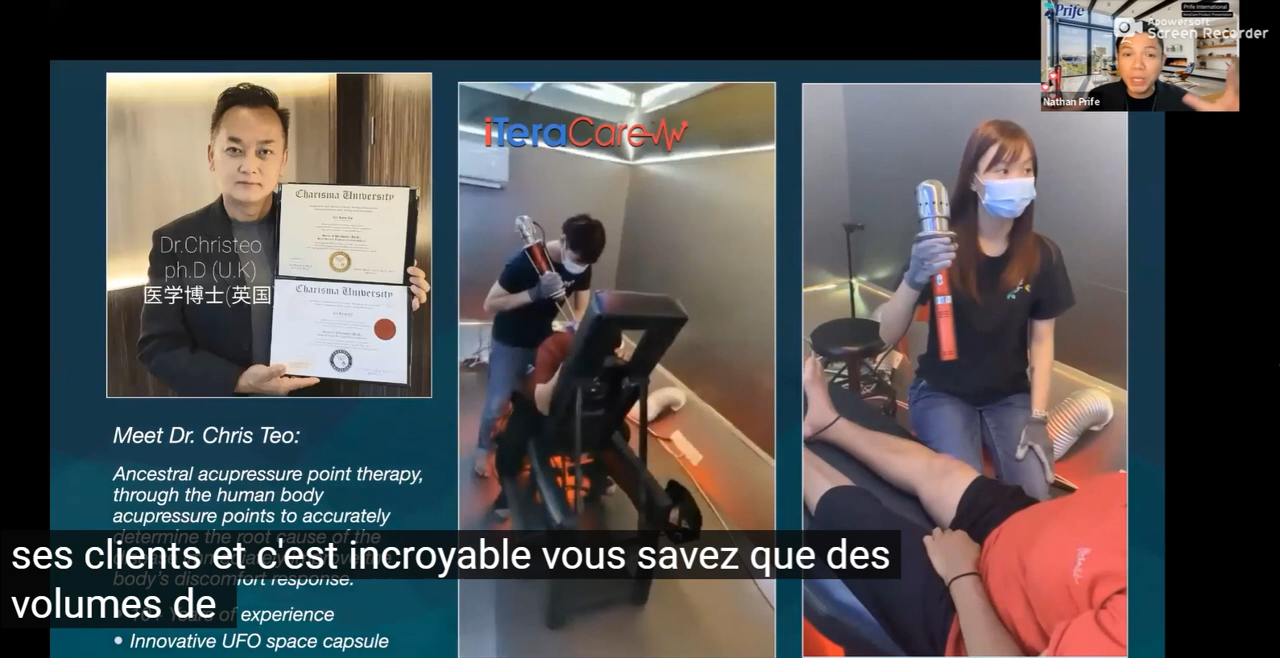 Prife
Prife International
Apowersoft
Screen Recorder
Nathan Prife
iTeraCare
Charisma University
Charisma University
Dr.Christeo
ph.D (U.K)
医学博士(英国
Meet Dr. Chris Teo:
Ancestral acupressure point therapy,
through the human body
acupressure points to accurately
determine the root cause of the
body's discomfort response.
Years of experience
• Innovative UFO space capsule
ses clients et c'est incroyable vous savez que des
volumes de